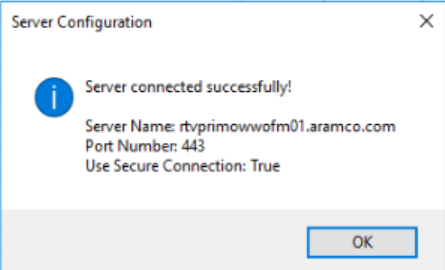 Server Configuration
Server connected successfully!
Server Name: rtvprimowwofm01.aramco.com
Port Number: 443
Use Secure Connection: True
OK